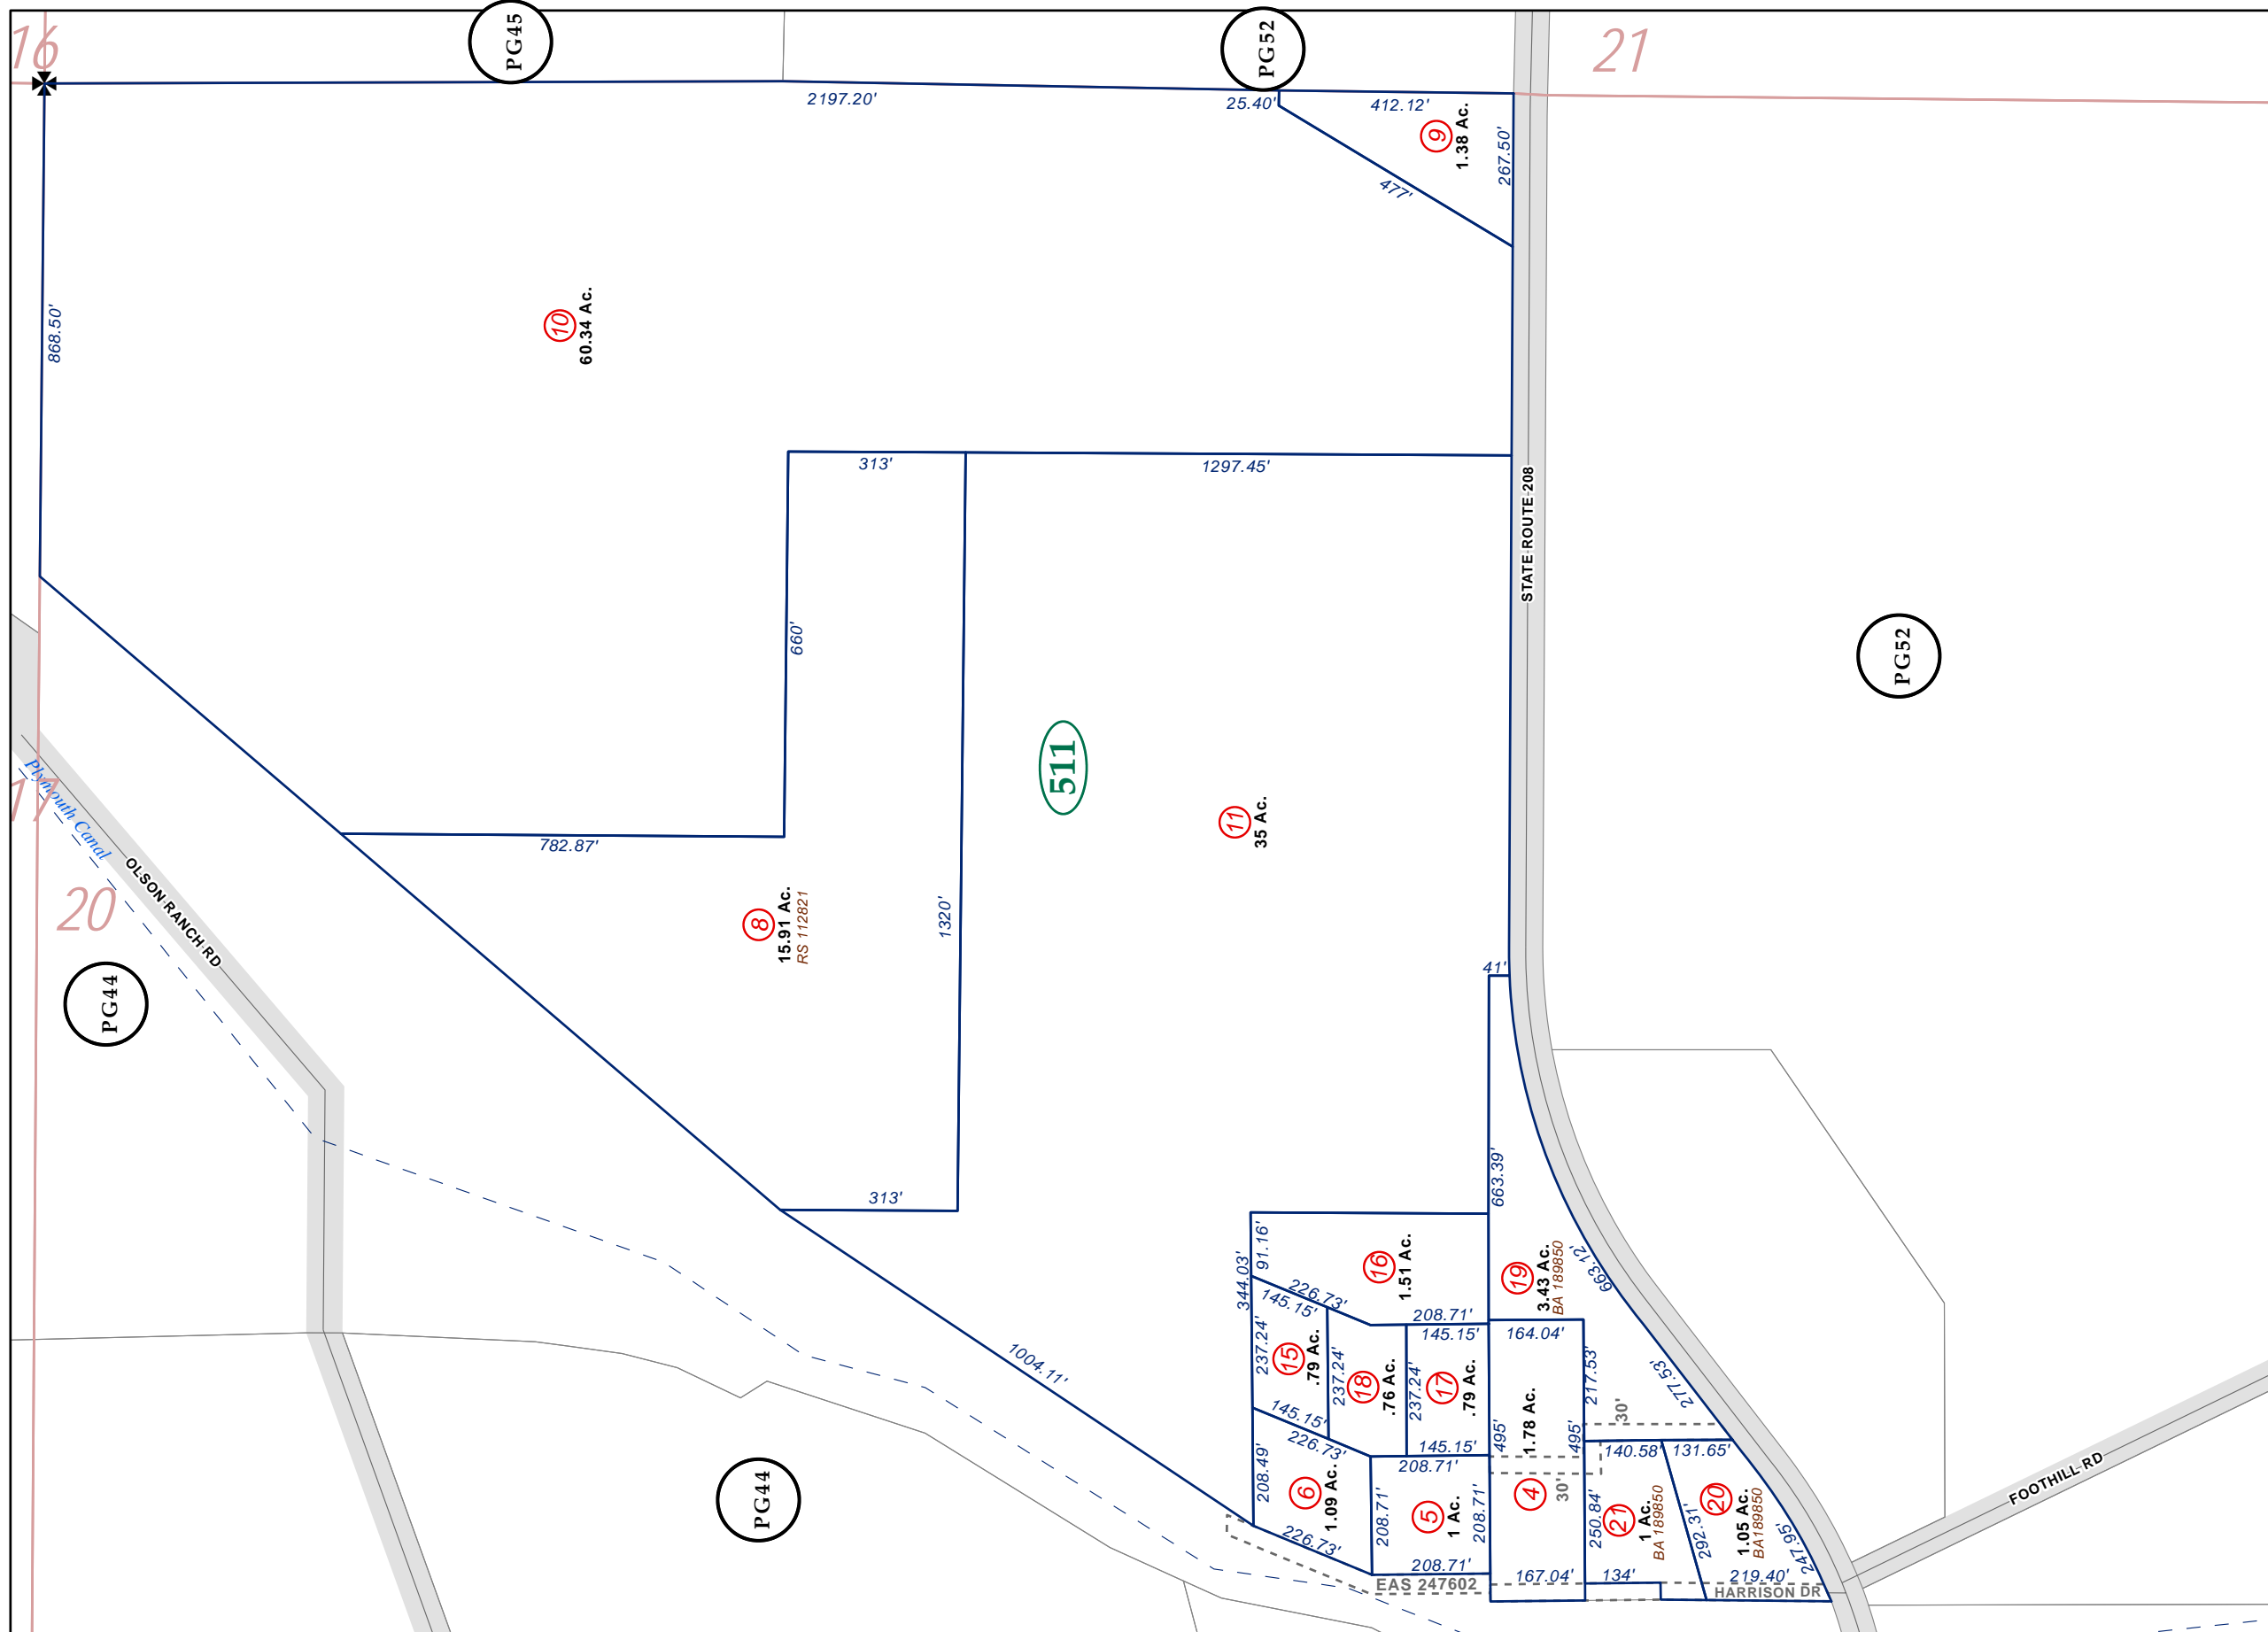 16
PG45
PG52
21
2197.20'
25.40'
412.12'
9
1.38 Ac.
267.50'
477'
868.50'
10
60.34 Ac.
313'
1297.45'
STATE ROUTE 208
660'
PG52
511
Plymouth Canal
17
782.87'
11
35 Ac.
OLSON RANCH RD
20
8
15.91 Ac.
RS 112821
1320'
PG44
41'
663.39'
313'
91.16'
344.03'
16
1.51 Ac.
19
3.43 Ac.
BA 189850
663.12'
226.73'
145.15'
208.71'
145.15'
164.04'
237.24'
15
.79 Ac.
237.24'
18
.76 Ac.
237.24'
17
.79 Ac.
1004.11'
217.53'
277.53'
1.78 Ac.
30'
145.15'
226.73'
145.15'
495'
495'
140.58'
131.65'
208.71'
208.49'
6
1.09 Ac.
208.71'
5
1 Ac.
208.71'
4
30'
250.84'
21
1 Ac.
BA 189850
292.31'
20
1.05 Ac.
BA189850
247.95'
FOOTHILL RD
PG44
226.73'
208.71'
167.04'
134'
219.40'
EAS 247602
HARRISON DR